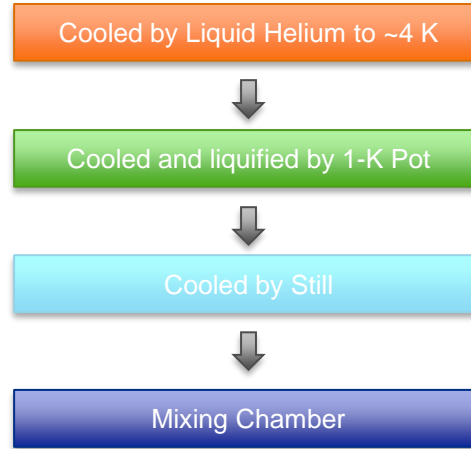 Cooled by Liquid Helium to ~4 K
Cooled and liquified by 1-K Pot
Cooled by Still
Mixing Chamber